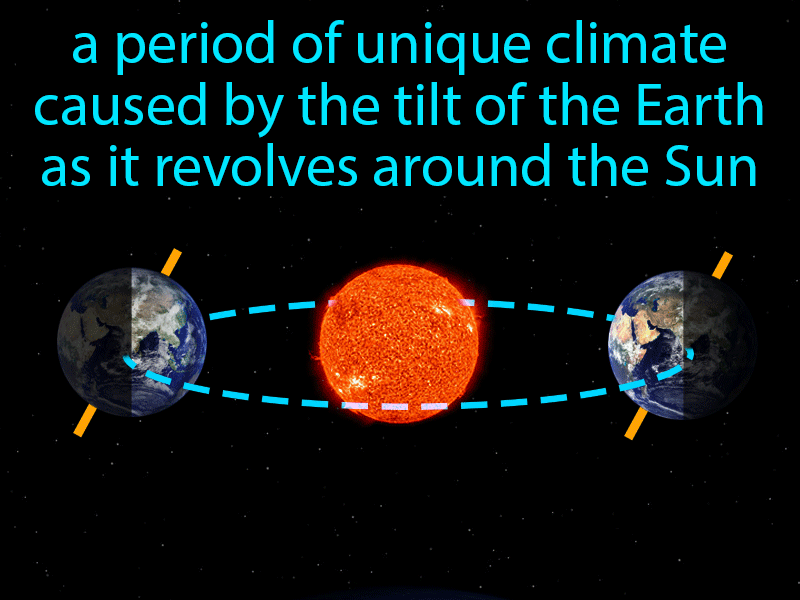 a period of unique climate
caused by the tilt of the Earth
as it revolves around the Sun